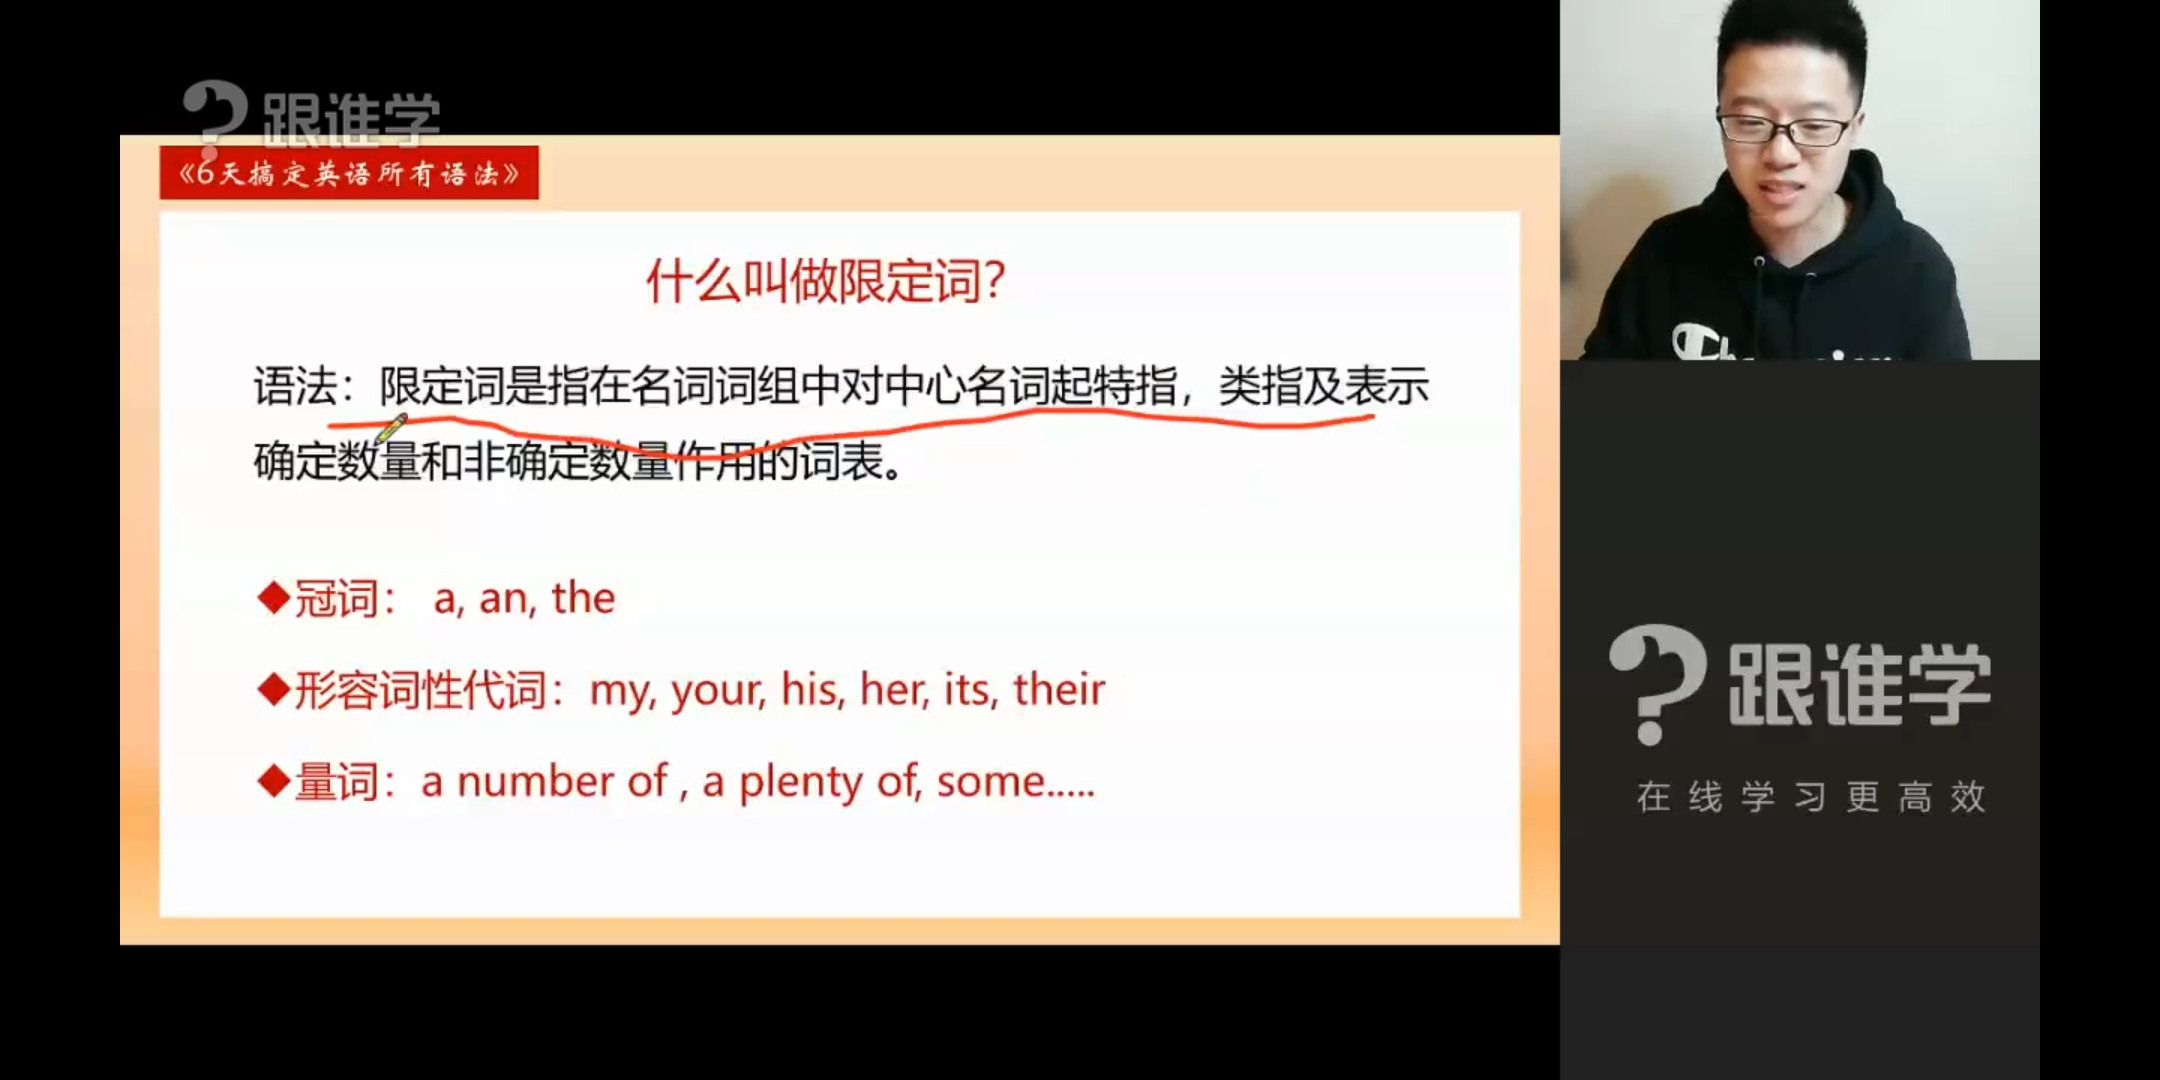 跟谁学
《6天搞定英语所有语法》
什么叫做限定词?
语法：限定词是指在名词词组中对中心名词起特指，类指及表示
确定数量和非确定数量作用的词表。
◆冠词： a, an, the
◆形容词性代词：my, your, his, her, its, their
◆量词：a number of , a plenty of, some.....
跟谁学
在线学习更高效